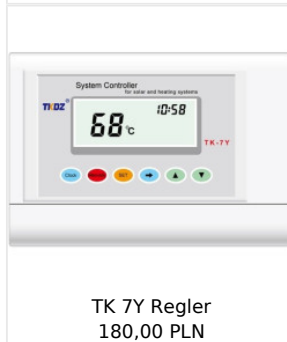 System Controller
for solar and heating systems
TKDZ®
10:58
68 °C
TK-7Y
Clock
SET
TK 7Y Regler
180,00 PLN